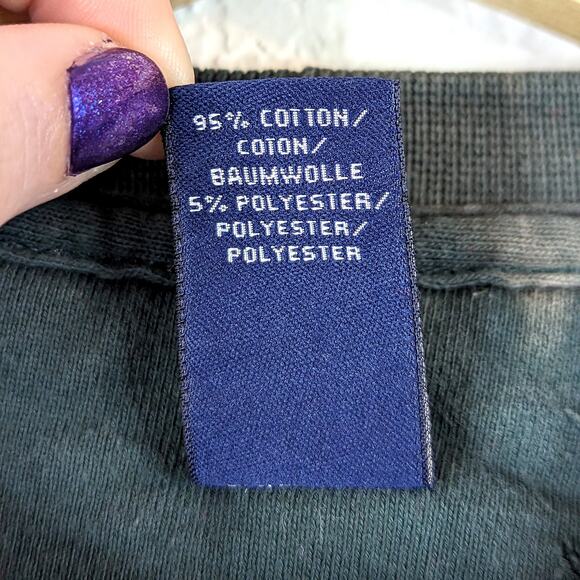 95% COTTON/
COTON/
BAUMWOLLE
5% POLYESTER/
POLYESTER/
POLYESTER